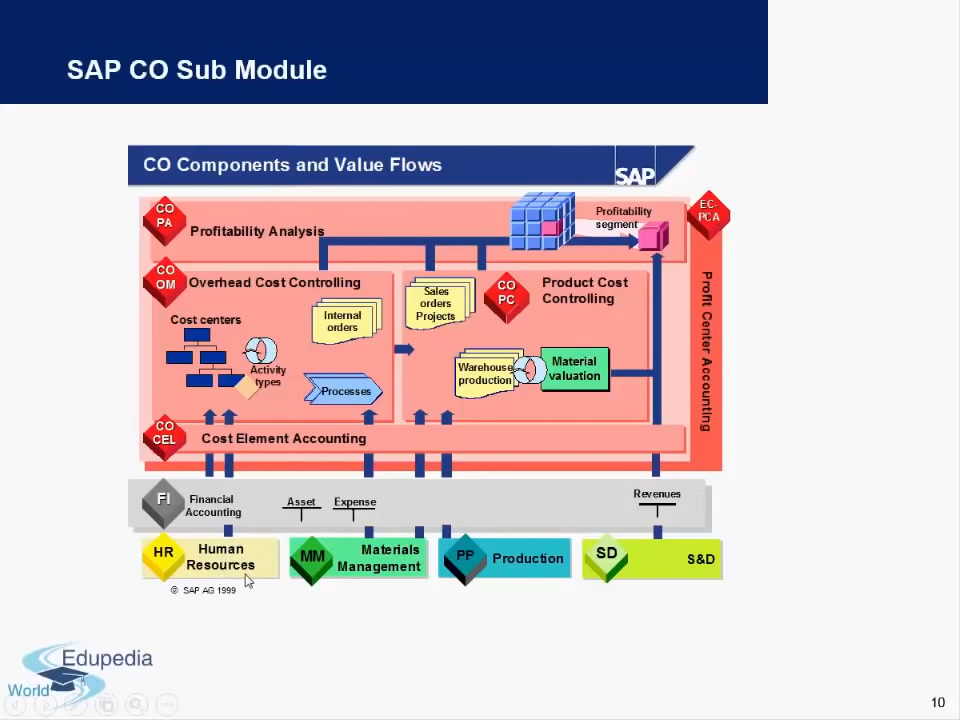 SAP CO Sub Module
CO Components and Value Flows
SAP
CO
PA
Profitability Analysis
Profitability
segment
EC-
PCA
CO
OM
Overhead Cost Controlling
Cost centers
Activity
types
Internal
orders
Processes
Sales
orders
Projects
CO
PC
Product Cost
Controlling
Warehouse
production
Material
valuation
Profit Center Accounting
CO
CEL
Cost Element Accounting
FI
Financial
Accounting
Asset
Expense
Revenues
HR
Human
Resources
MM
Materials
Management
PP
Production
SD
S&D
© SAP AG 1999
Edupedia
World
10